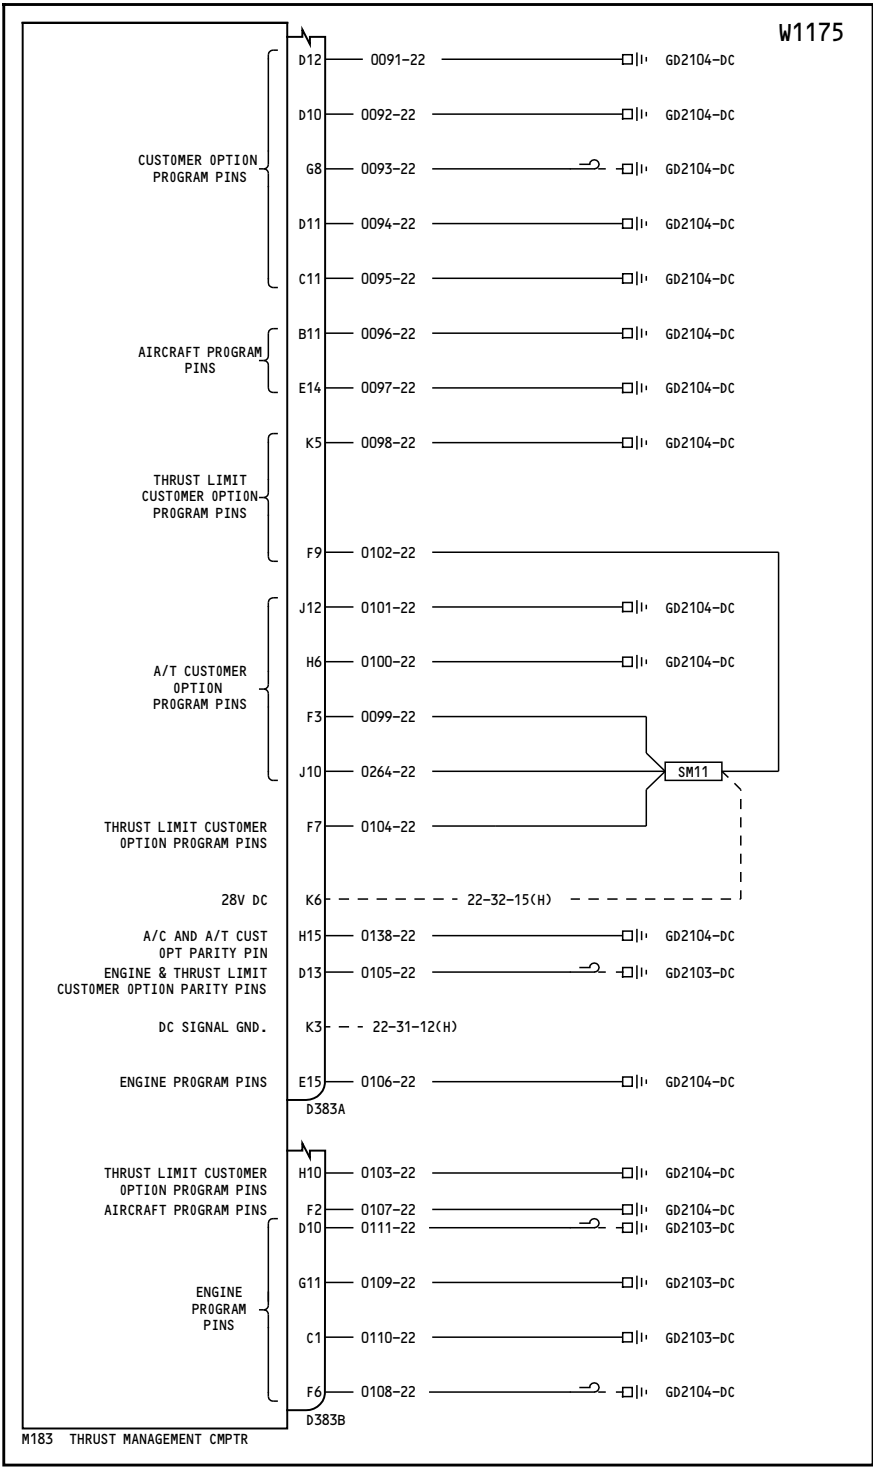 W1175
D12 0091-22 GD2104-DC
D10 0092-22 GD2104-DC
CUSTOMER OPTION
PROGRAM PINS
G8 0093-22 GD2104-DC
D11 0094-22 GD2104-DC
C11 0095-22 GD2104-DC
B11 0096-22 GD2104-DC
AIRCRAFT PROGRAM
PINS
E14 0097-22 GD2104-DC
K5 0098-22 GD2104-DC
THRUST LIMIT
CUSTOMER OPTION
PROGRAM PINS
F9 0102-22
J12 0101-22 GD2104-DC
H6 0100-22 GD2104-DC
A/T CUSTOMER
OPTION
PROGRAM PINS
F3 0099-22
J10 0264-22 SM11
THRUST LIMIT CUSTOMER F7 0104-22
OPTION PROGRAM PINS
28V DC K6 22-32-15(H)
A/C AND A/T CUST H15 0138-22 GD2104-DC
OPT PARITY PIN
ENGINE & THRUST LIMIT D13 0105-22 GD2103-DC
CUSTOMER OPTION PARITY PINS
DC SIGNAL GND. K3 22-31-12(H)
ENGINE PROGRAM PINS E15 0106-22 GD2104-DC
D383A
THRUST LIMIT CUSTOMER H10 0103-22 GD2104-DC
OPTION PROGRAM PINS
AIRCRAFT PROGRAM PINS F2 0107-22 GD2104-DC
D10 0111-22 GD2103-DC
G11 0109-22 GD2103-DC
ENGINE
PROGRAM
PINS
C1 0110-22 GD2103-DC
F6 0108-22 GD2104-DC
D383B
M183 THRUST MANAGEMENT CMPTR